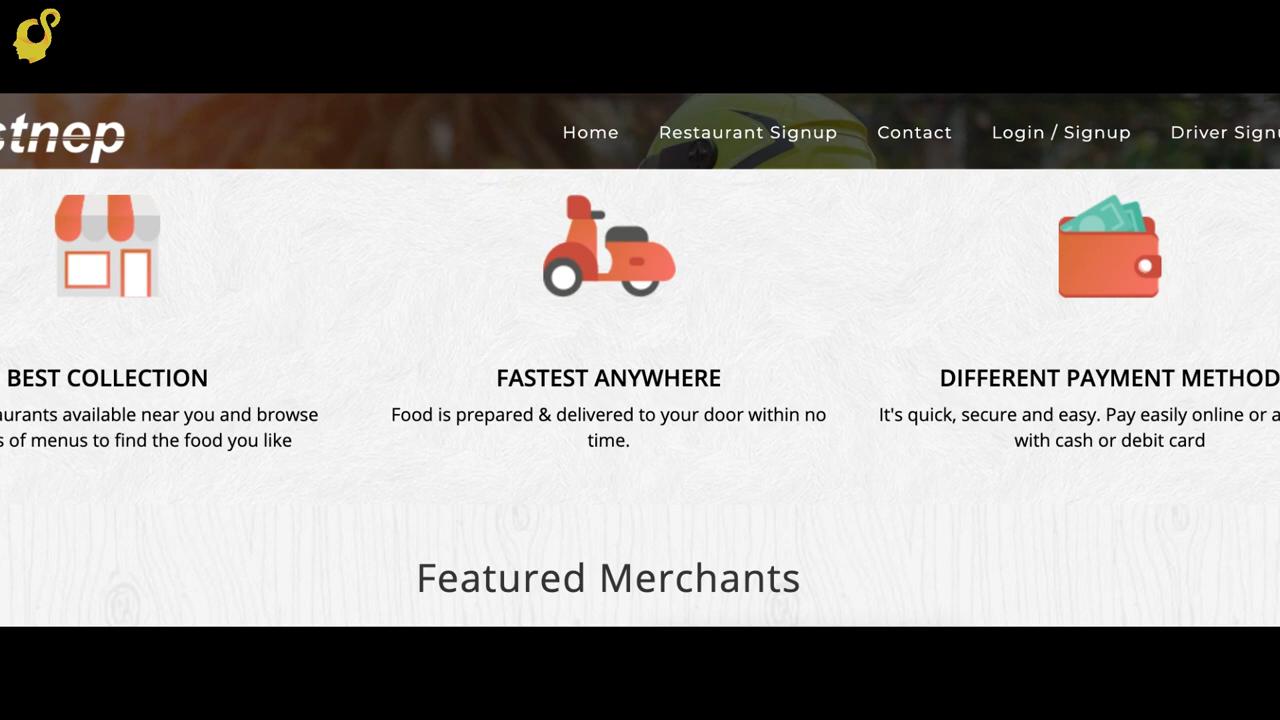 stnep
Home Restaurant Signup Contact Login / Signup Driver
BEST COLLECTION
available near you and browse
of menus to find the food you like
FASTEST ANYWHERE
Food is prepared & delivered to your door within no
time.
DIFFERENT PAYMENT METHOD
It's quick, secure and easy. Pay easily online or
with cash or debit card
Featured Merchants